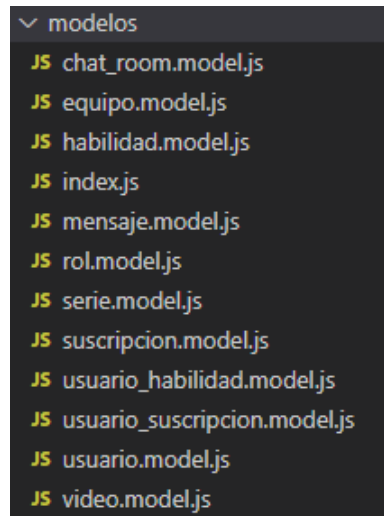 modelos
JS chat_room.model.js
JS equipo.model.js
JS habilidad.model.js
JS index.js
JS mensaje.model.js
JS rol.model.js
JS serie.model.js
JS suscripcion.model.js
JS usuario_habilidad.model.js
JS usuario_suscripcion.model.js
JS usuario.model.js
JS video.model.js